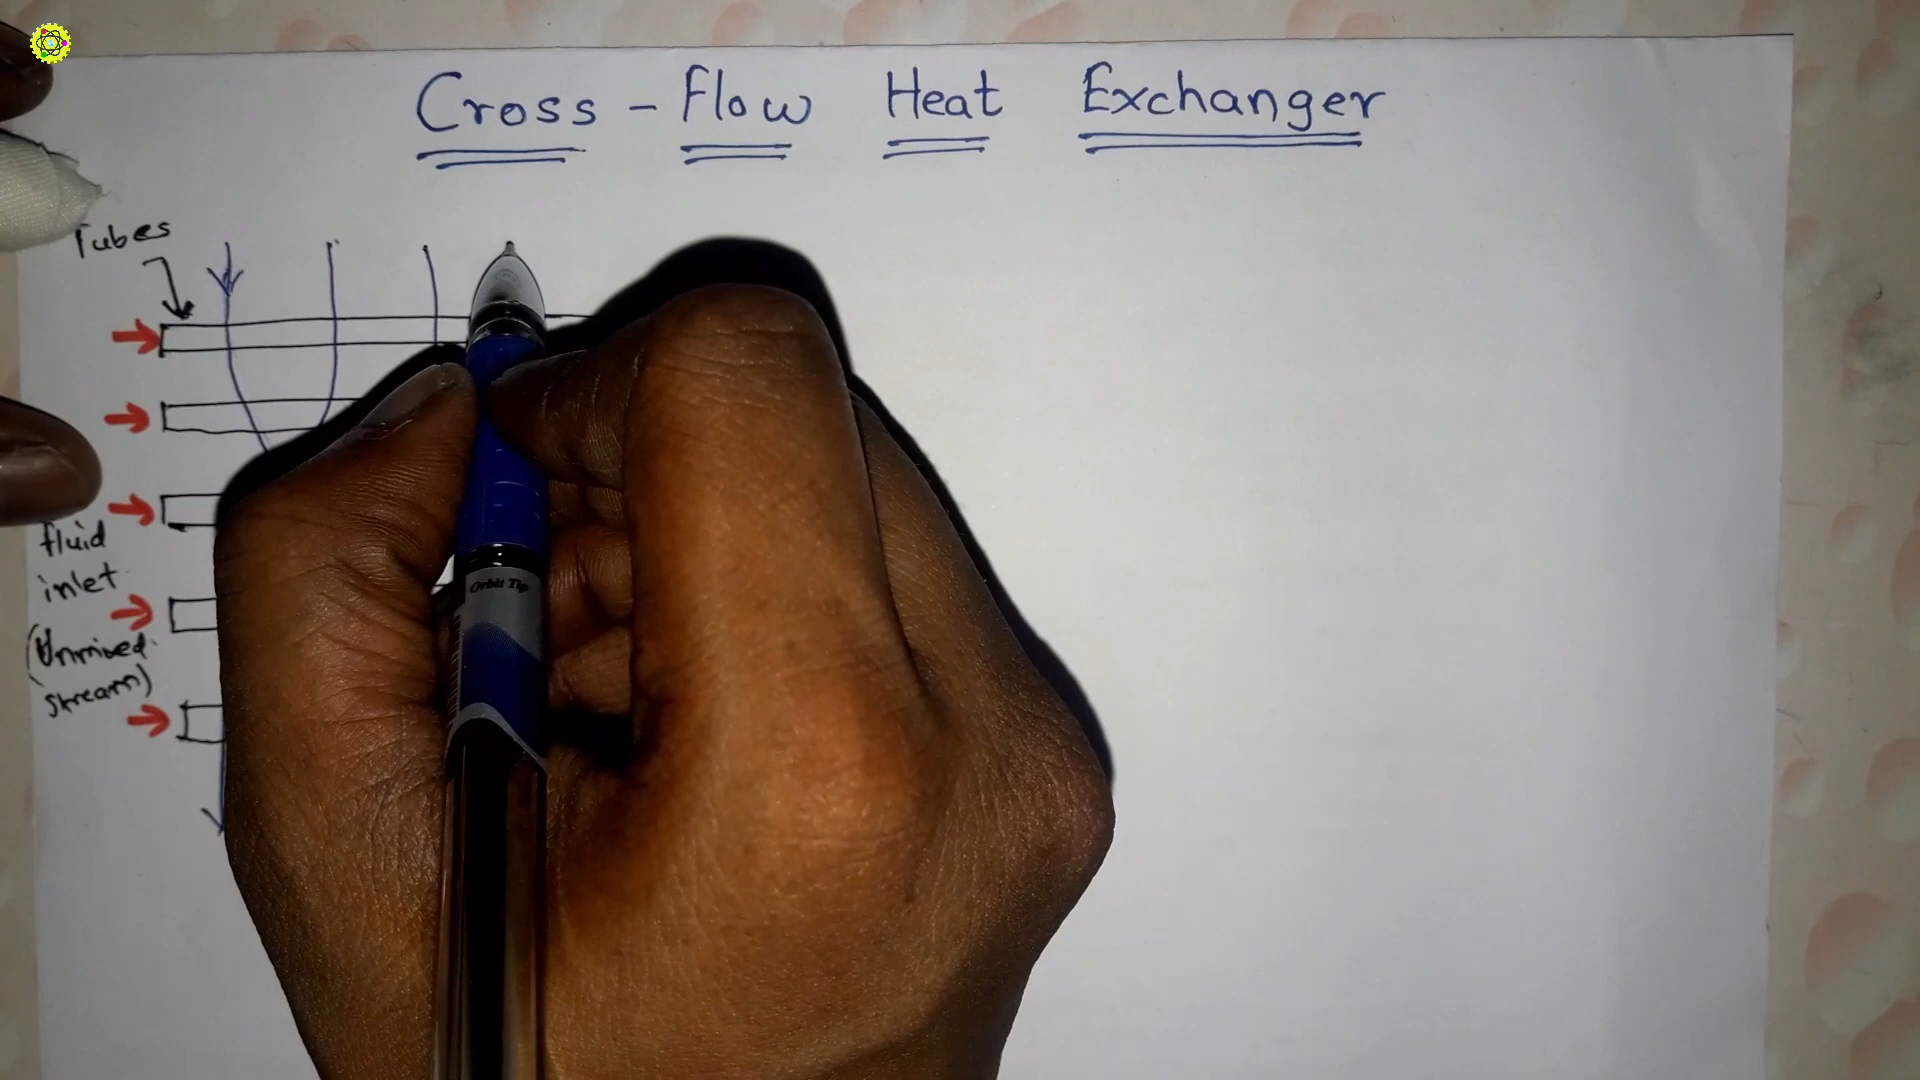 Cross - Flow Heat Exchanger
Tubes
fluid
inlet
(Unmixed
stream)
Orbit Tip